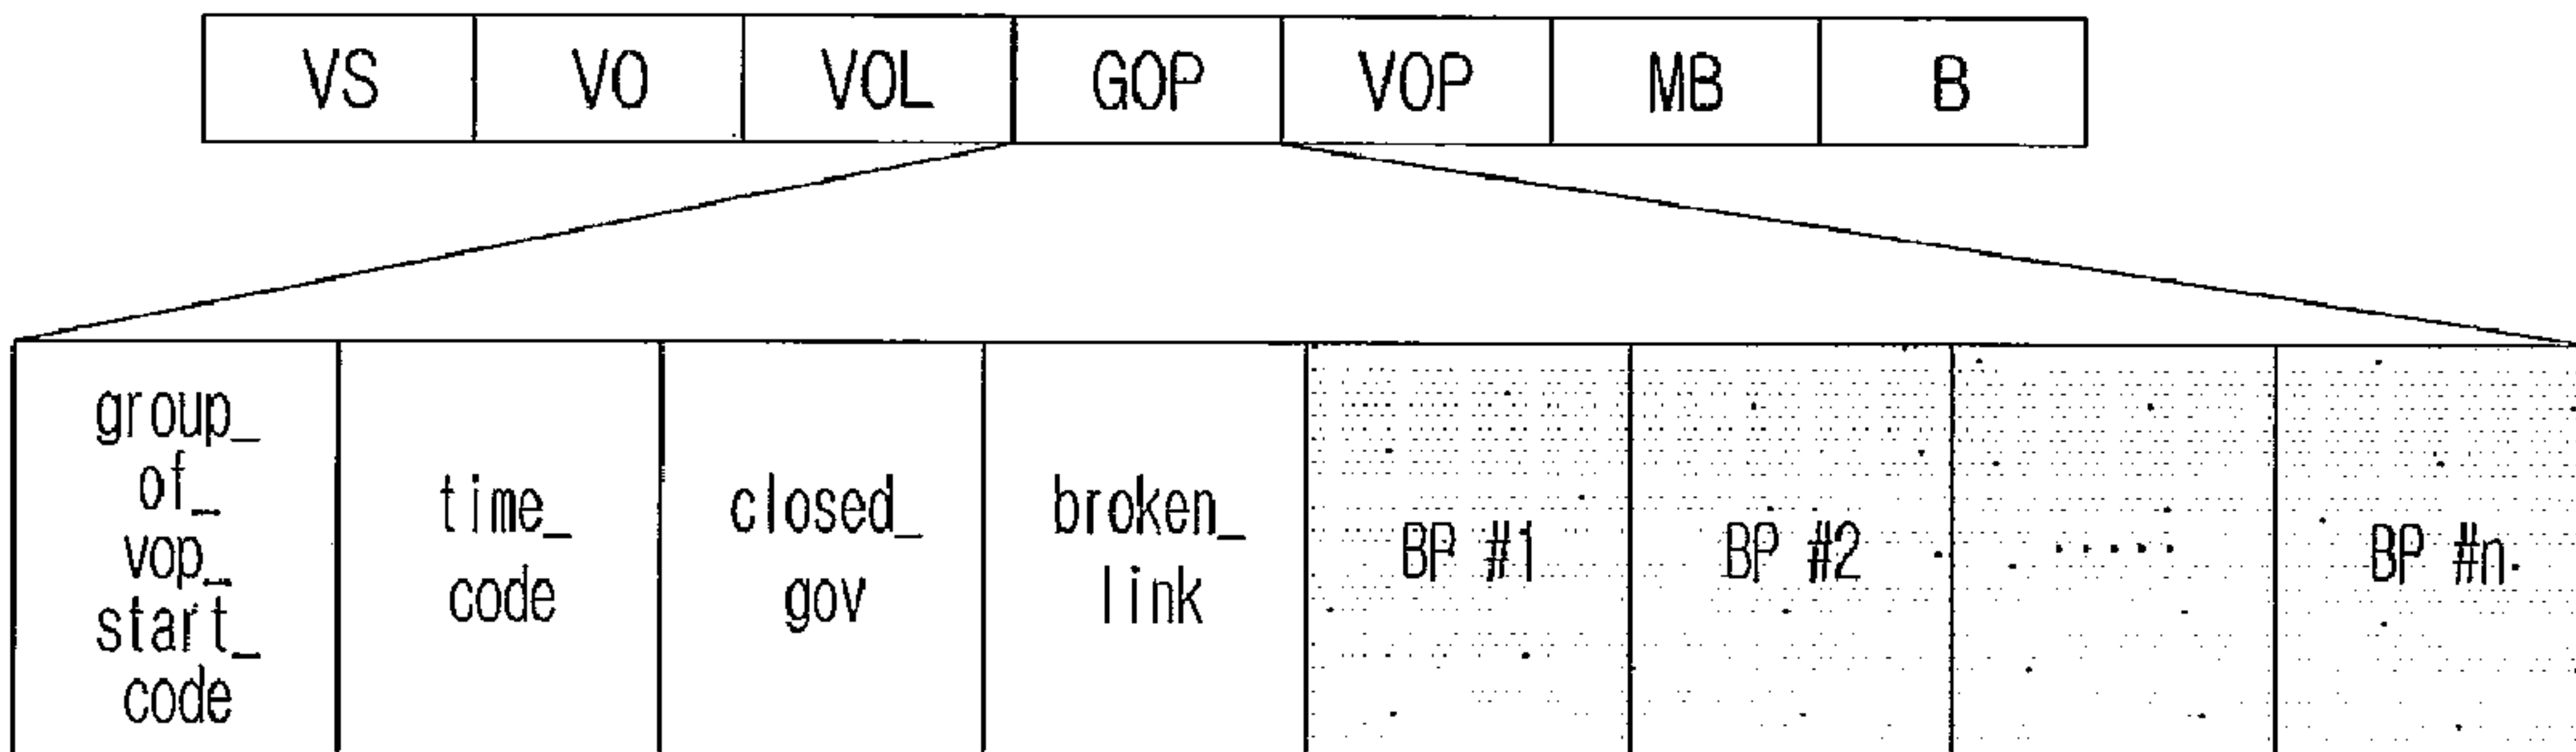 VS VO VOL GOP VOP MB B
group_
of_
vop_
start_
code
time_
code
closed_
gov
broken_
link
BP #1
BP #2
.....
BP #n